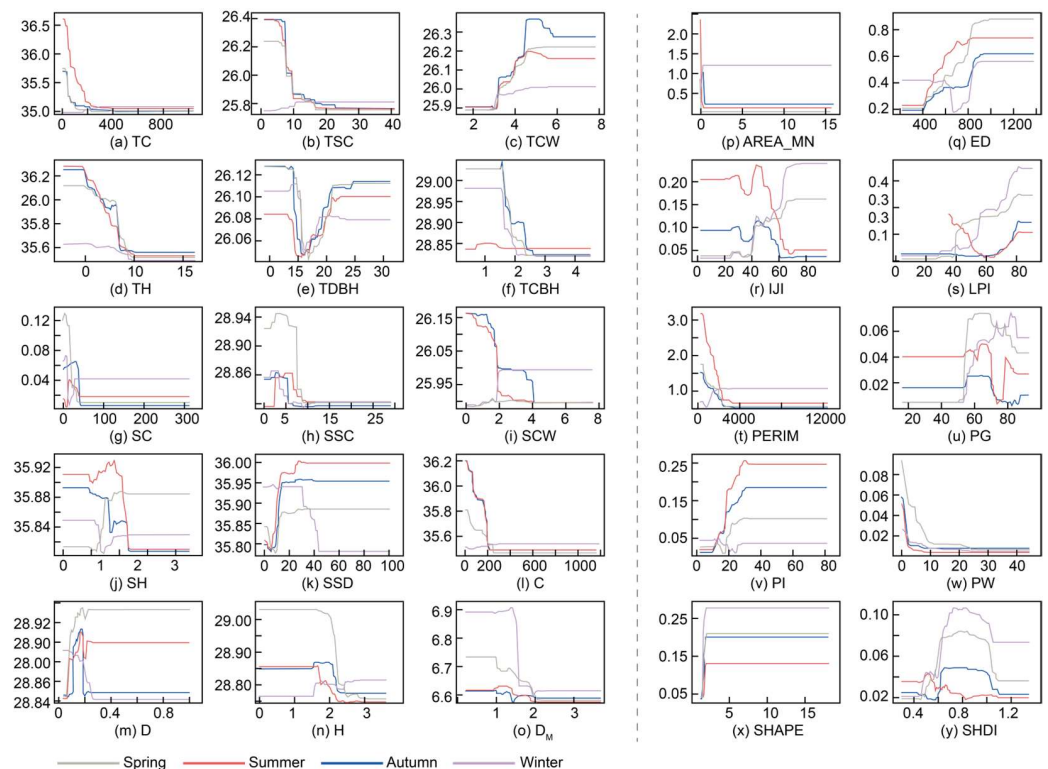 36.5
36.0
35.5
35.0
0 400 800
(a) TC
26.4
26.2
26.0
25.8
0 10 20 30 40
(b) TSC
26.3
26.2
26.1
26.0
25.9
2 4 6 8
(c) TCW
2.0
1.5
1.0
0.5
0 5 10 15
(p) AREA_MN
0.8
0.6
0.4
0.2
400 800 1200
(q) ED
36.2
36.0
35.8
35.6
0 5 10 15
(d) TH
26.12
26.10
26.08
26.06
10 15 20 25 30
(e) TDBH
29.05
29.00
28.95
28.90
28.85
1 2 3 4
(f) TCBH
0.20
0.15
0.10
0.05
20 40 60 80
(r) IJI
0.4
0.3
0.3
0.1
20 40 60 80
(s) LPI
0.12
0.08
0.04
0 100 200 300
(g) SC
28.94
28.90
28.86
0 5 10 15 20 25
(h) SSC
26.15
26.05
25.95
0 2 4 6 8
(i) SCW
3.0
2.5
2.0
1.5
1.0
0 4000 12000
(t) PERIM
0.06
0.04
0.02
0 20 40 60 80
(u) PG
35.92
35.88
35.84
0 1 2 3
(j) SH
36.00
35.95
35.90
35.85
35.80
0 20 40 60 80 100
(k) SSD
36.2
36.0
35.8
35.6
0 200 600 1000
(l) C
0.25
0.20
0.15
0.10
0.05
0 20 40 60 80
(v) PI
0.08
0.06
0.04
0.02
0 10 20 30 40
(w) PW
28.92
28.90
28.00
28.86
28.84
0.0 0.4 0.8
(m) D
29.00
28.90
28.80
0 1 2 3
(n) H
6.9
6.8
6.7
6.6
0 1 2 3
(o) D_M
0.25
0.15
0.05
5 10 15
(x) SHAPE
0.10
0.08
0.06
0.04
0.02
0.4 0.8 1.2
(y) SHDI
Spring Summer Autumn Winter